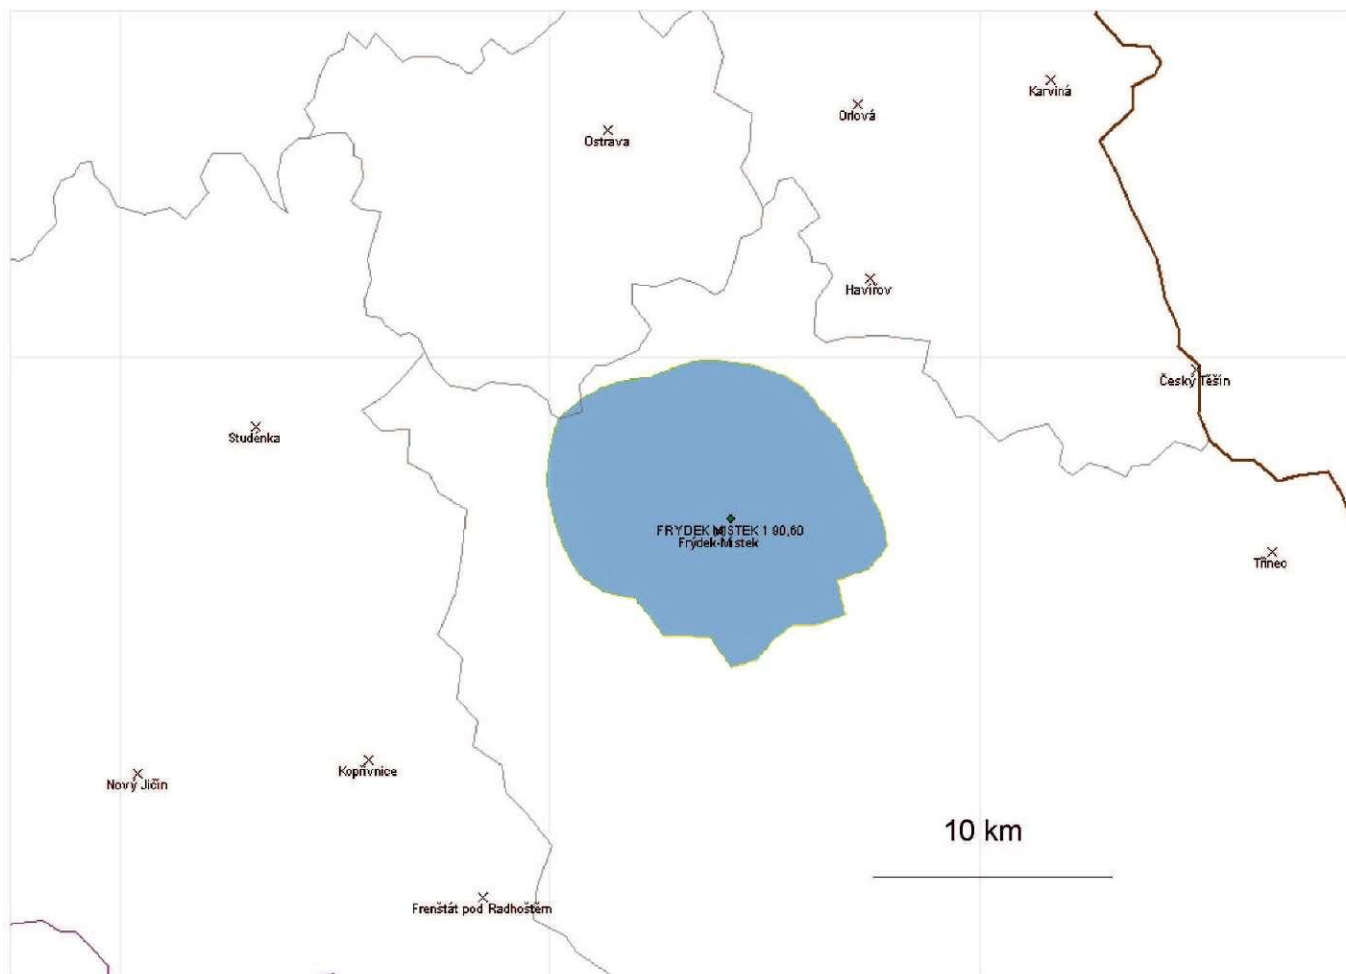 Karviná
Orlová
Ostrava
Havířov
Český Těšín
Studénka
FRYDEK MISTEK 1 90,60
Frýdek-Místek
Třinec
Kopřivnice
Nový Jičín
10 km
Frenštát pod Radhoštěm